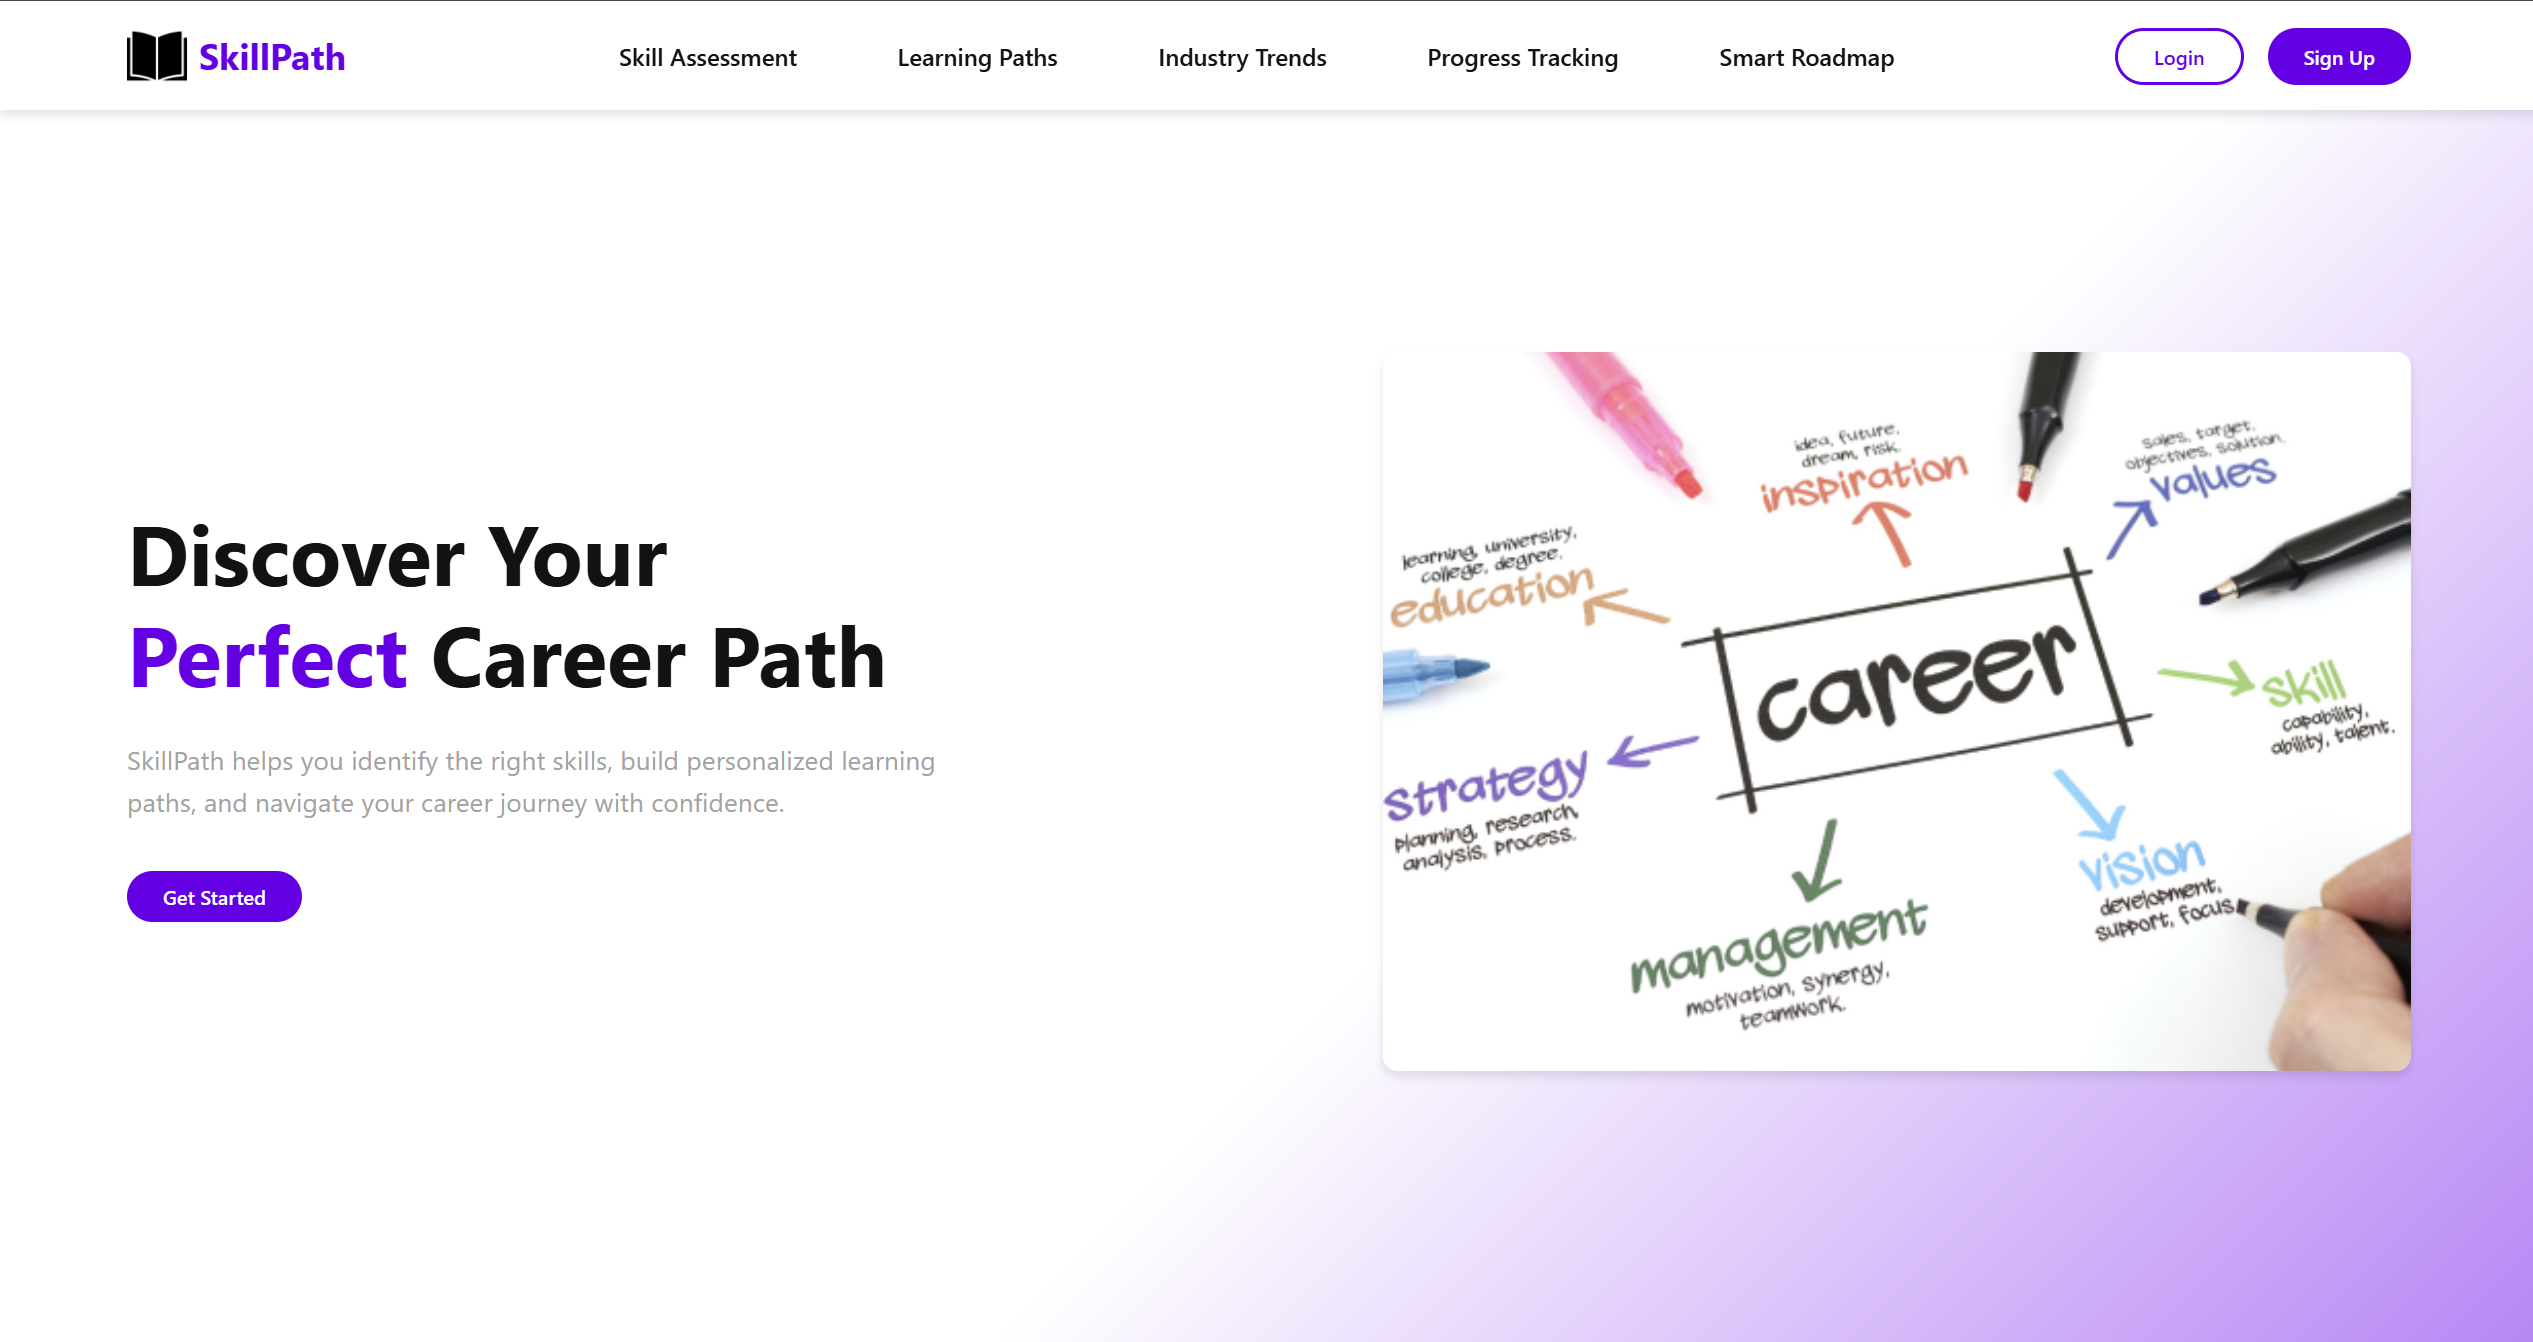 SkillPath
Skill Assessment
Learning Paths
Industry Trends
Progress Tracking
Smart Roadmap
Login
Sign Up
Discover Your
Perfect Career Path
SkillPath helps you identify the right skills, build personalized learning
paths, and navigate your career journey with confidence.
Get Started
idea, future,
dream, risk.
inspiration
sales, target,
objectives, solution.
values
learning, university,
college, degree.
education
career
skill
capability,
ability, talent.
strategy
planning, research,
analysis, process.
vision
development,
support, focus
management
motivation, synergy,
teamwork.